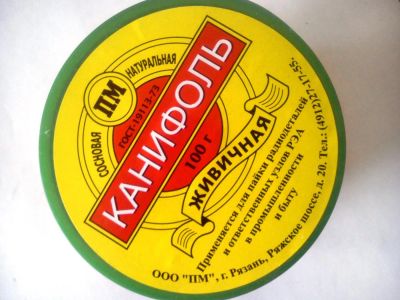 СОСНОВАЯ
ПМ
НАТУРАЛЬНАЯ
ГОСТ-19113-73
КАНИФОЛЬ
100 г
ЖИВИЧНАЯ
Применяется для пайки радиодеталей
и ответственных узлов РЭА
в промышленности
и быту
ООО "ПМ", г. Рязань, Ряжское шоссе, д. 20. Тел.: (4912)27-17-55.